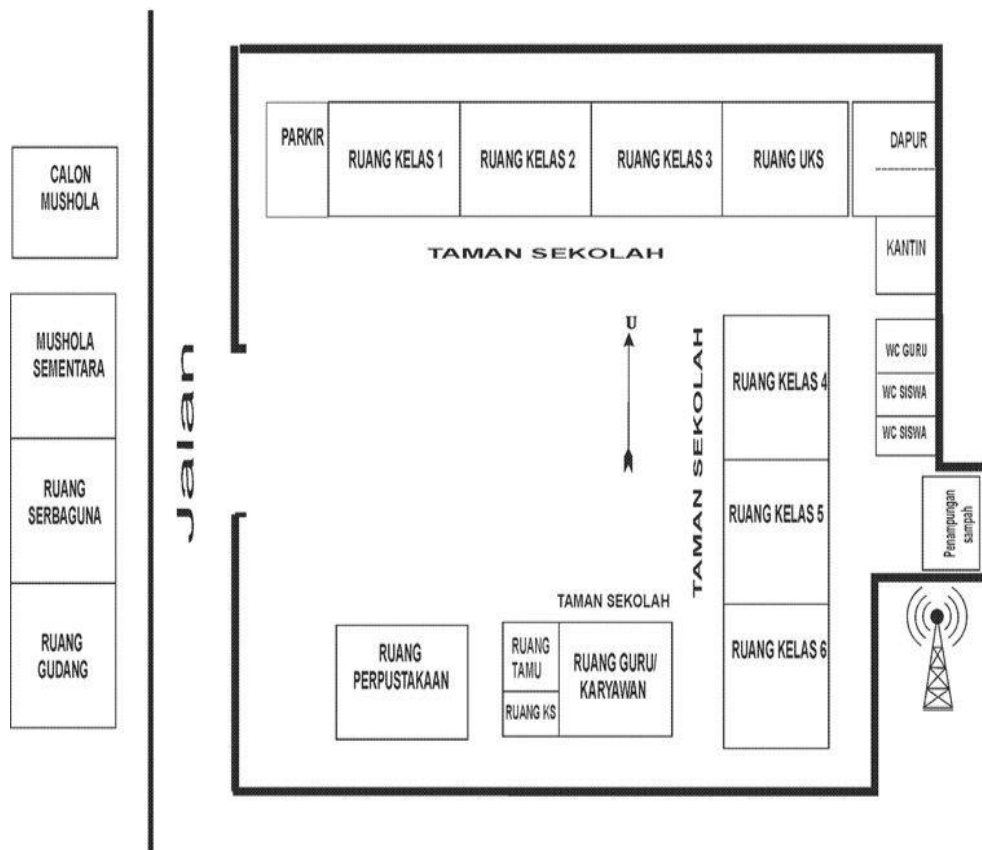 PARKIR
RUANG KELAS 1
RUANG KELAS 2
RUANG KELAS 3
RUANG UKS
DAPUR
CALON
MUSHOLA
TAMAN SEKOLAH
KANTIN
MUSHOLA
SEMENTARA
Jalan
U
TAMAN SEKOLAH
RUANG KELAS 4
WC GURU
WC SISWA
WC SISWA
RUANG
SERBAGUNA
RUANG KELAS 5
Penampungan
sampah
TAMAN SEKOLAH
RUANG
GUDANG
RUANG
PERPUSTAKAAN
RUANG
TAMU
RUANG KS
RUANG GURU/
KARYAWAN
RUANG KELAS 6